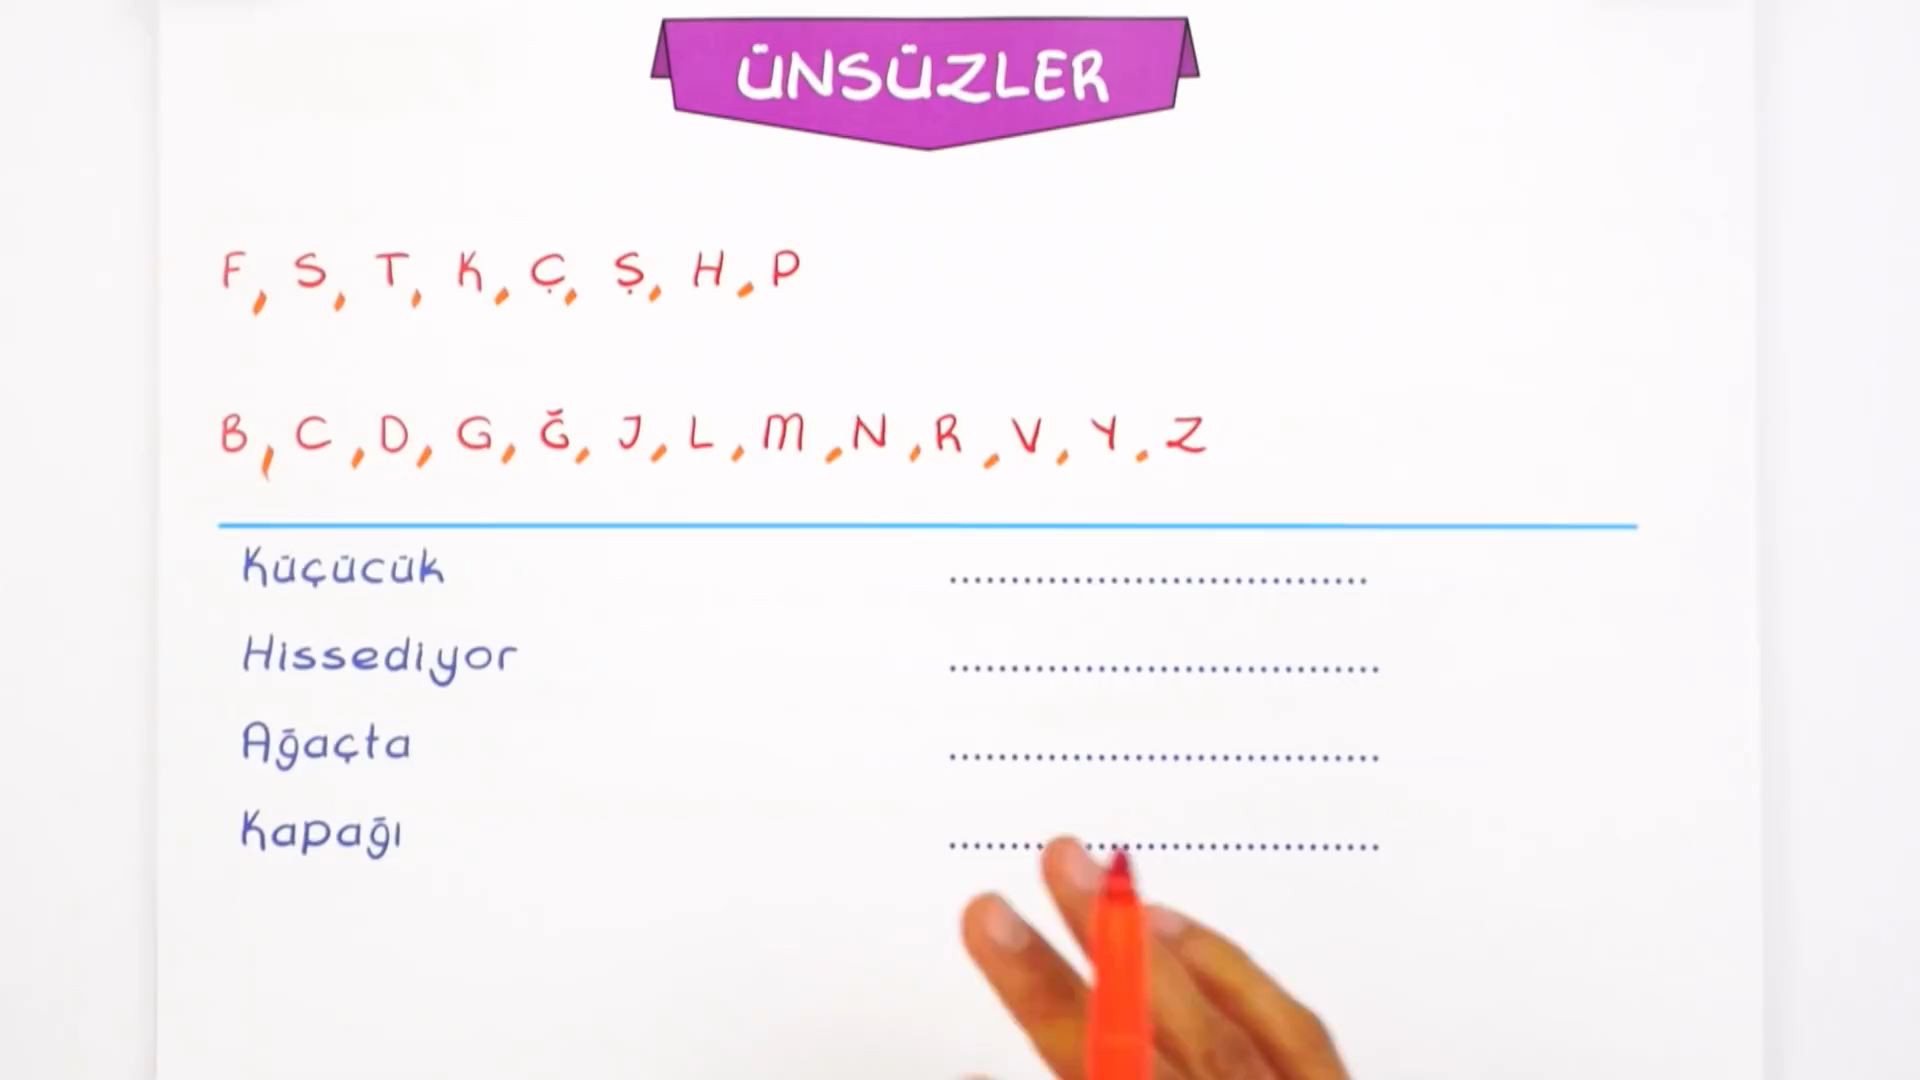 ÜNSÜZLER
F, S, T, K, Ç, Ş, H, P
B, C, D, G, Ğ, J, L, M, N, R, V, Y, Z
Küçücük ........................................
Hissediyor ........................................
Ağaçta ........................................
Kapağı ........................................